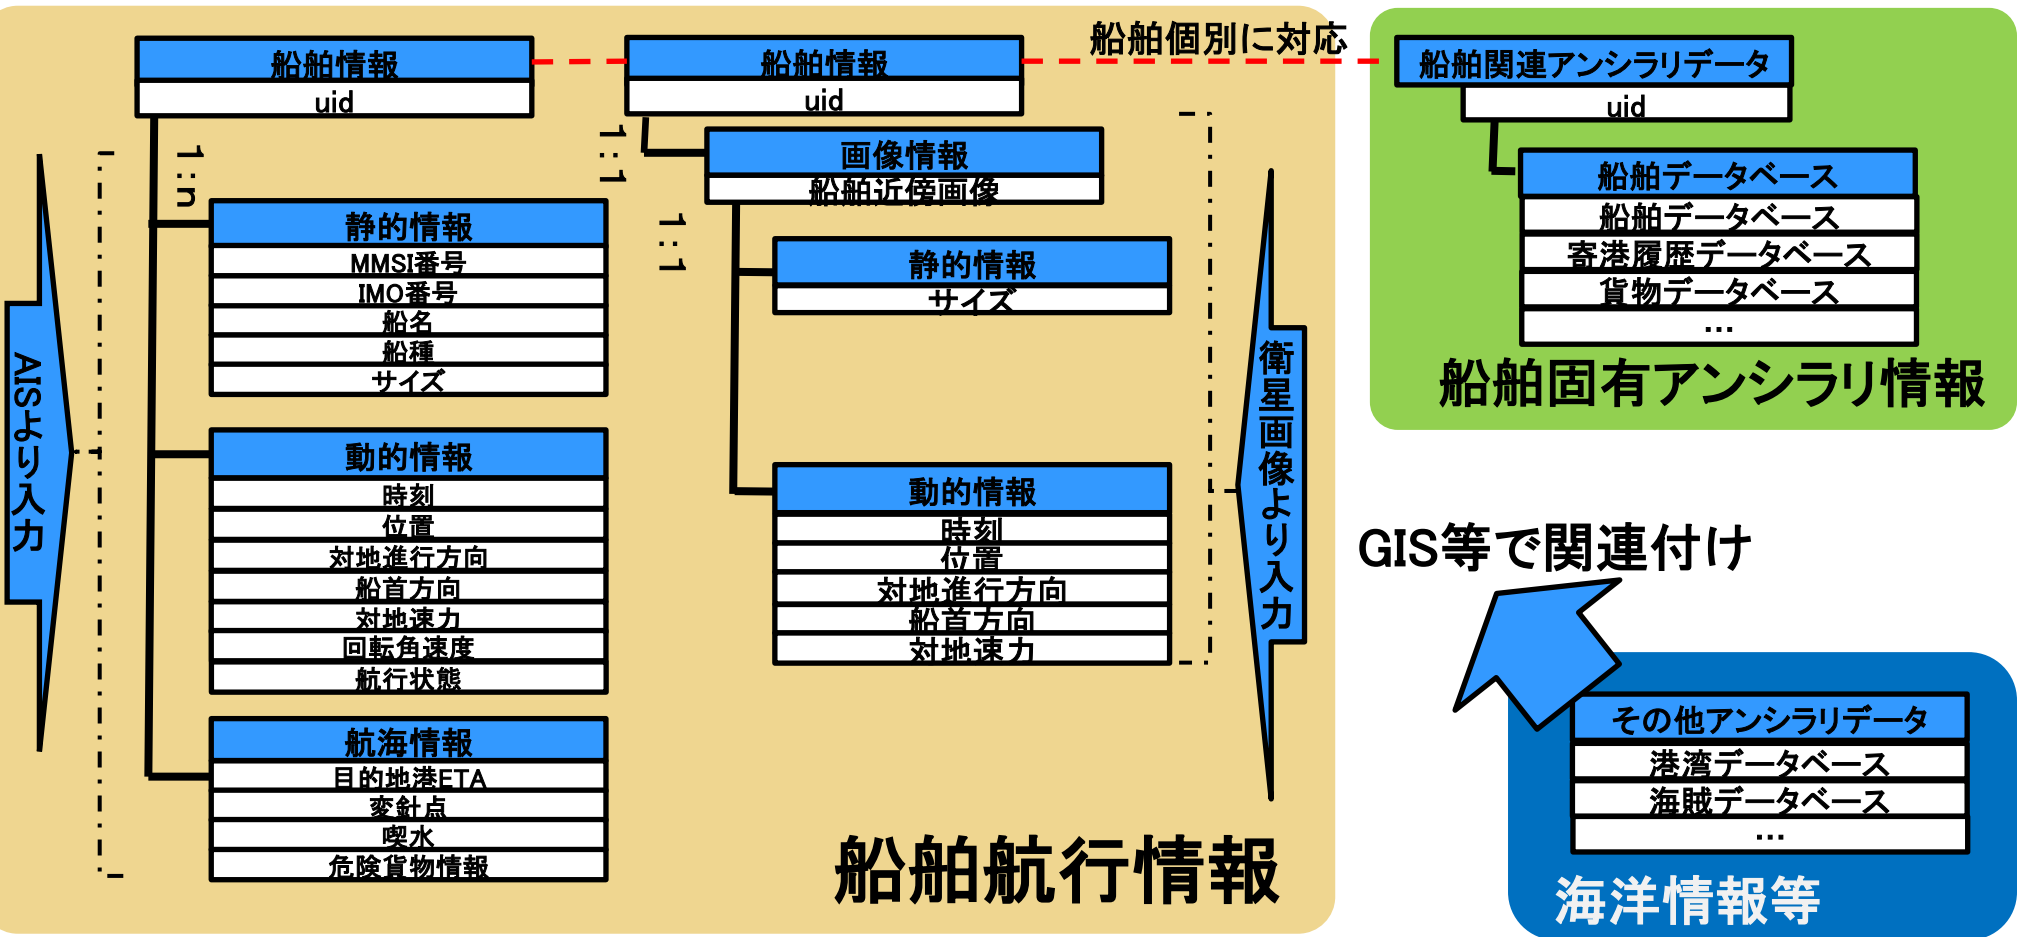 船舶情報
uid
1:n
静的情報
MMSI番号
IMO番号
船名
船種
サイズ
動的情報
時刻
位置
対地進行方向
船首方向
対地速力
回転角速度
航行状態
航海情報
目的地港ETA
変針点
喫水
危険貨物情報
AISより入力
船舶情報
uid
1:1
画像情報
船舶近傍画像
1:1
静的情報
サイズ
動的情報
時刻
位置
対地進行方向
船首方向
対地速力
衛星画像より入力
船舶航行情報
船舶個別に対応
船舶関連アンシラリデータ
uid
船舶データベース
船舶データベース
寄港履歴データベース
貨物データベース
…
船舶固有アンシラリ情報
GIS等で関連付け
その他アンシラリデータ
港湾データベース
海賊データベース
…
海洋情報等